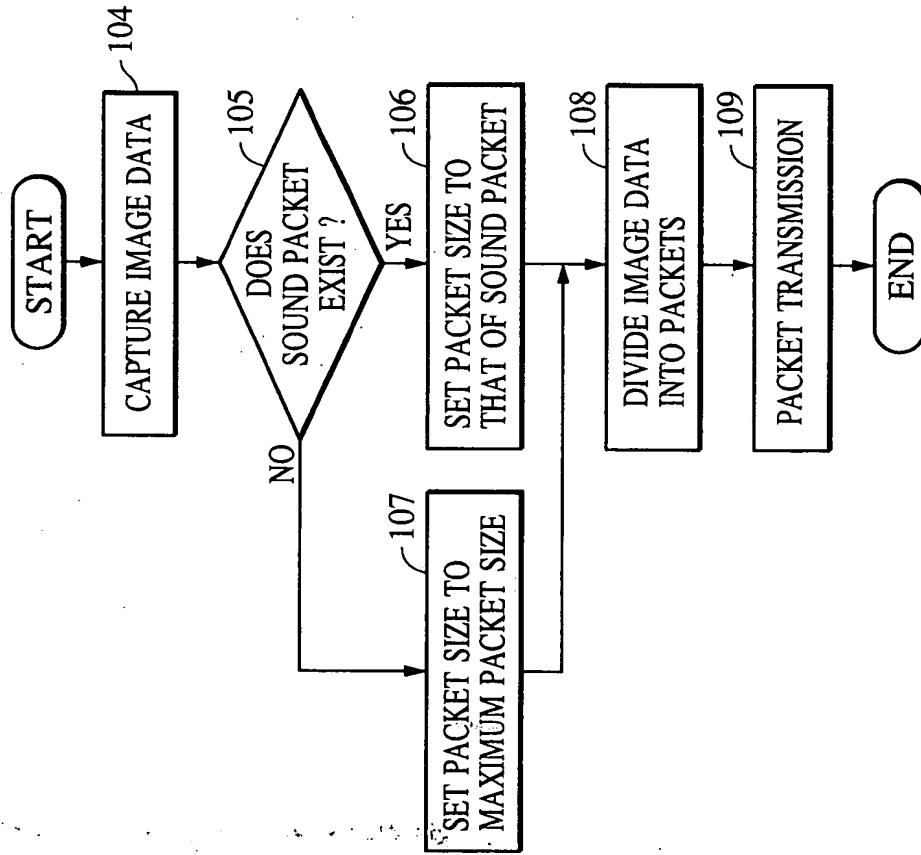 START
104
CAPTURE IMAGE DATA
105
DOES
SOUND PACKET
EXIST ?
NO
YES
106
SET PACKET SIZE TO
THAT OF SOUND PACKET
107
SET PACKET SIZE TO
MAXIMUM PACKET SIZE
108
DIVIDE IMAGE DATA
INTO PACKETS
109
PACKET TRANSMISSION
END